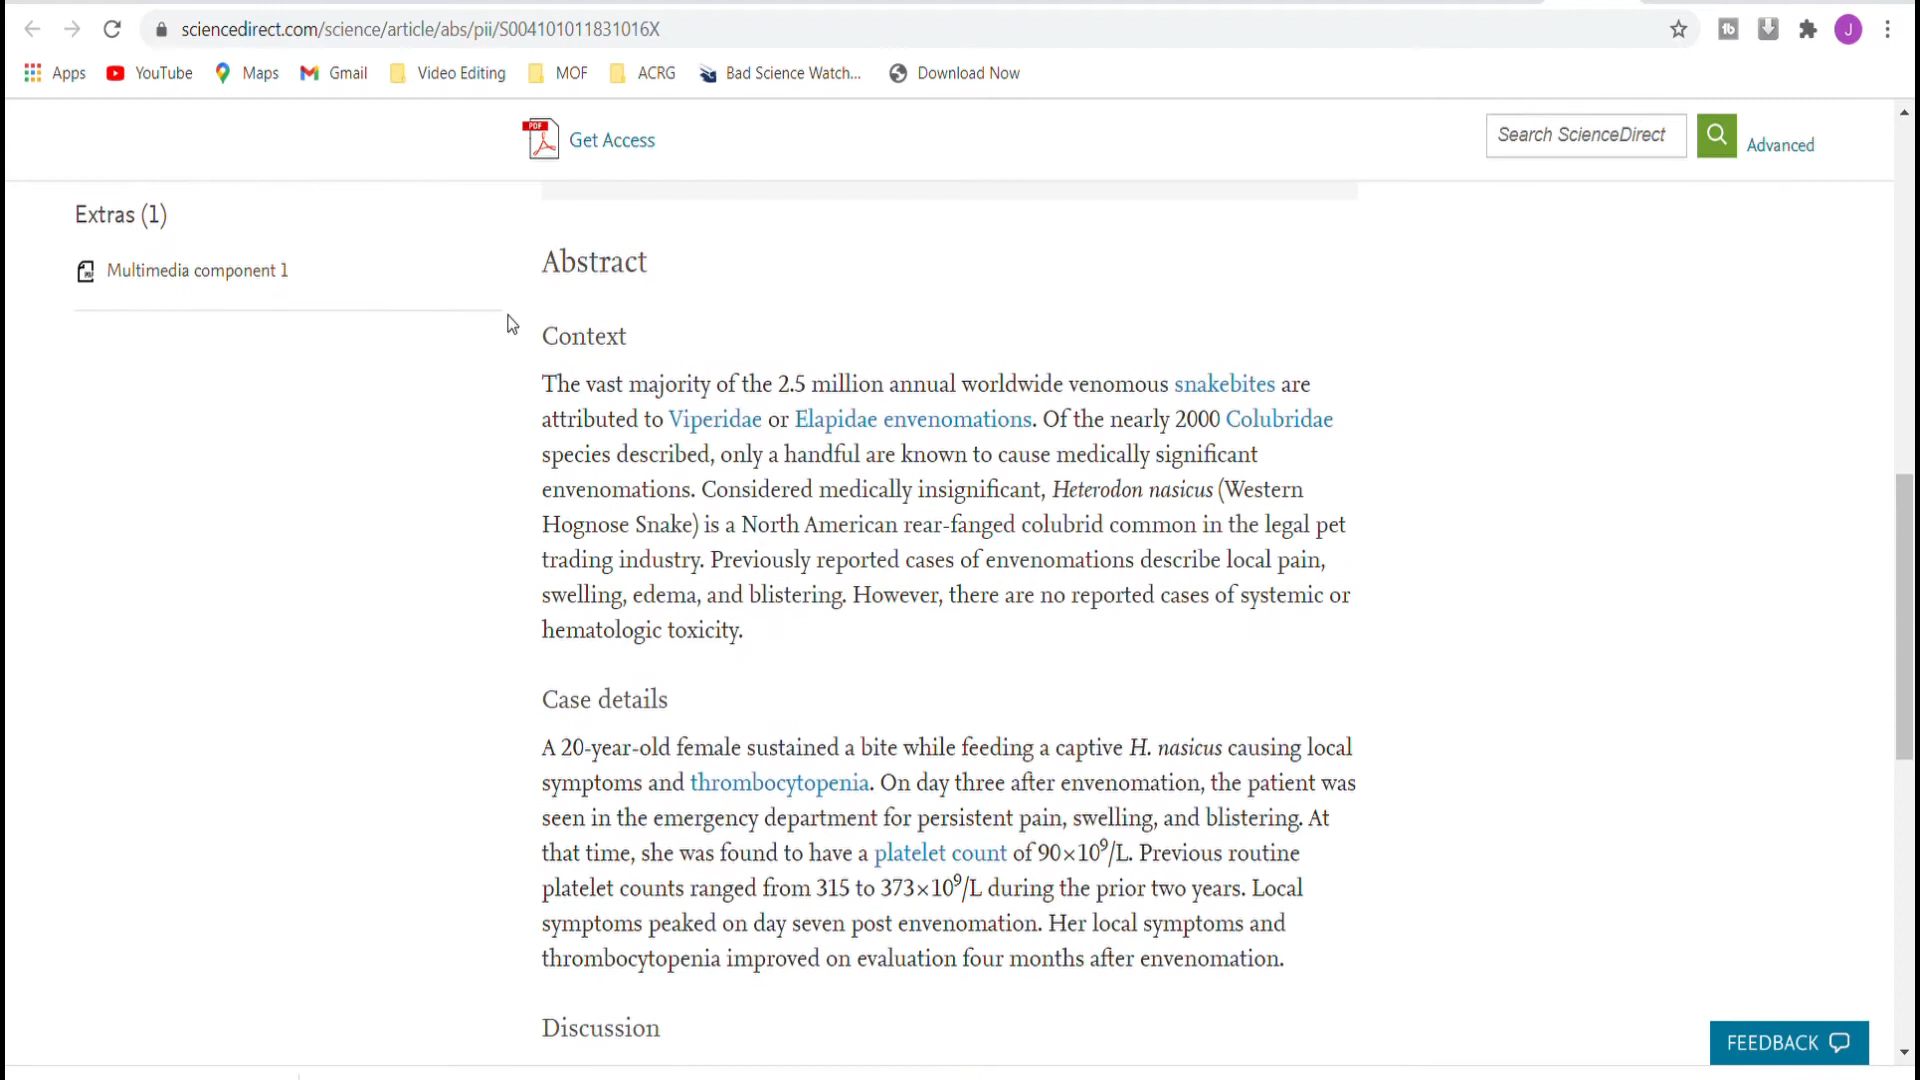 sciencedirect.com/science/article/abs/pii/S004101011831016X
J
Apps YouTube Maps Gmail Video Editing MOF ACRG Bad Science Watch... Download Now
PDF Get Access
Search ScienceDirect
Advanced
Extras (1)
Multimedia component 1
Abstract
Context
The vast majority of the 2.5 million annual worldwide venomous snakebites are
attributed to Viperidae or Elapidae envenomations. Of the nearly 2000 Colubridae
species described, only a handful are known to cause medically significant
envenomations. Considered medically insignificant, Heterodon nasicus (Western
Hognose Snake) is a North American rear-fanged colubrid common in the legal pet
trading industry. Previously reported cases of envenomations describe local pain,
swelling, edema, and blistering. However, there are no reported cases of systemic or
hematologic toxicity.
Case details
A 20-year-old female sustained a bite while feeding a captive H. nasicus causing local
symptoms and thrombocytopenia. On day three after envenomation, the patient was
seen in the emergency department for persistent pain, swelling, and blistering. At
that time, she was found to have a platelet count of 90×10⁹/L. Previous routine
platelet counts ranged from 315 to 373×10⁹/L during the prior two years. Local
symptoms peaked on day seven post envenomation. Her local symptoms and
thrombocytopenia improved on evaluation four months after envenomation.
Discussion
FEEDBACK